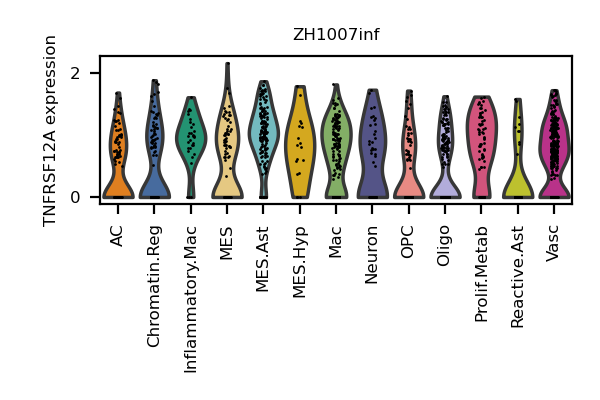 ZH1007inf
TNFRSF12A expression
2
0
AC
Chromatin.Reg
Inflammatory.Mac
MES
MES.Ast
MES.Hyp
Mac
Neuron
OPC
Oligo
Prolif.Metab
Reactive.Ast
Vasc